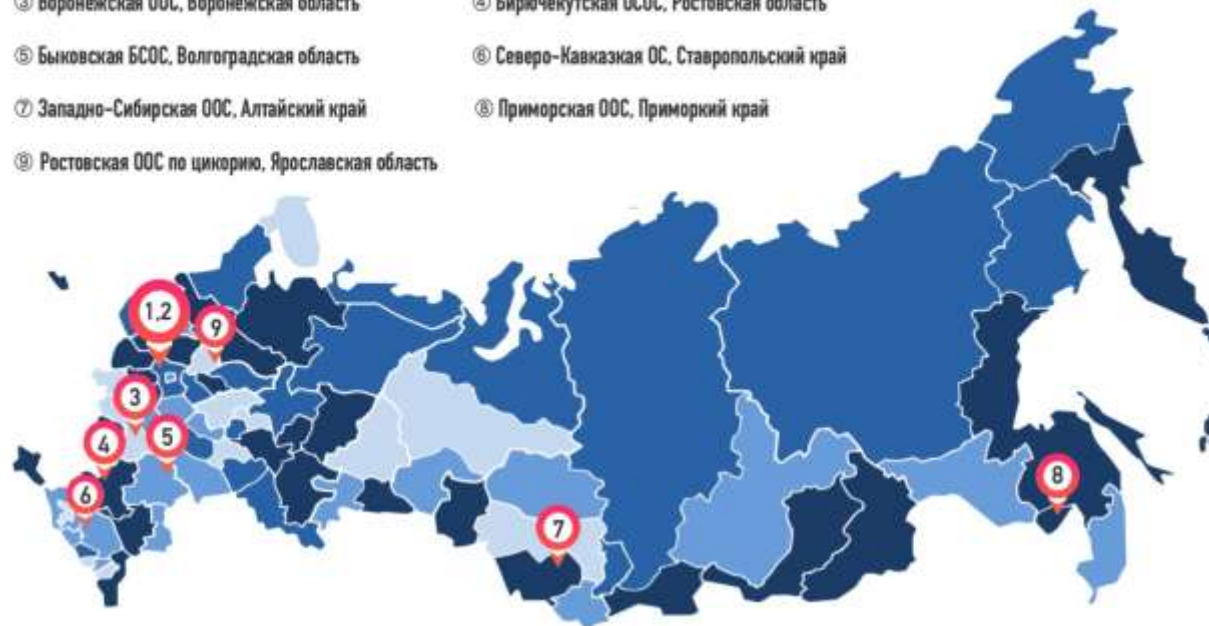 ③ Воронежская ООС, Воронежская область
④ Бирючекутская ОСОС, Ростовская область
⑤ Быковская БСОС, Волгоградская область
⑥ Северо-Кавказкая ОС, Ставропольский край
⑦ Западно-Сибирская ООС, Алтайский край
⑧ Приморская ООС, Приморкий край
⑨ Ростовская ООС по цикорию, Ярославская область
1,2
9
3
4
5
6
7
8